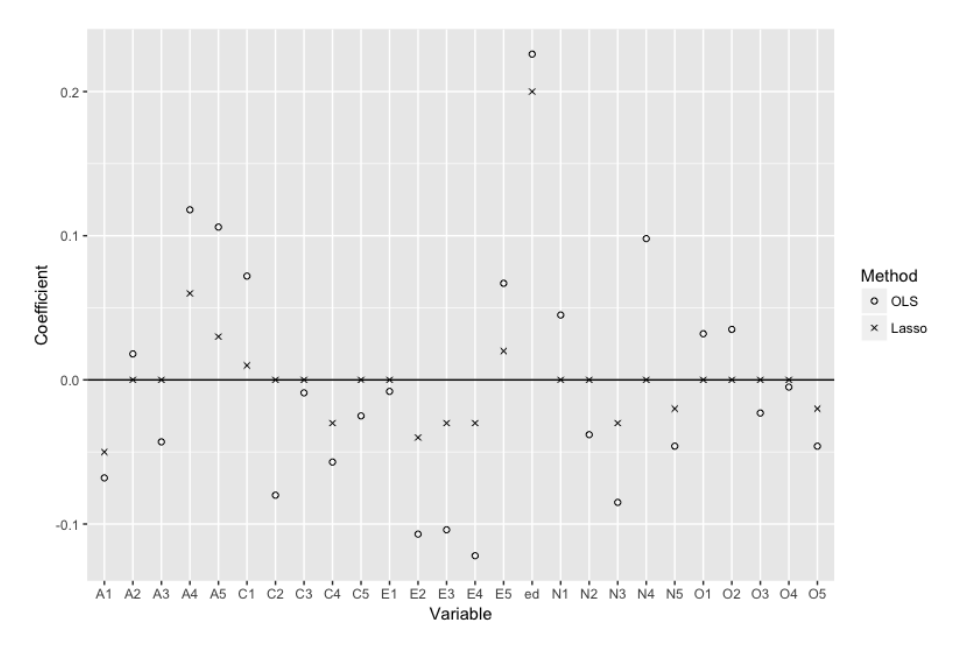 0.2
0.1
0.0
-0.1
Coefficient
A1 A2 A3 A4 A5 C1 C2 C3 C4 C5 E1 E2 E3 E4 E5 ed N1 N2 N3 N4 N5 O1 O2 O3 O4 O5
Variable
Method
OLS
Lasso